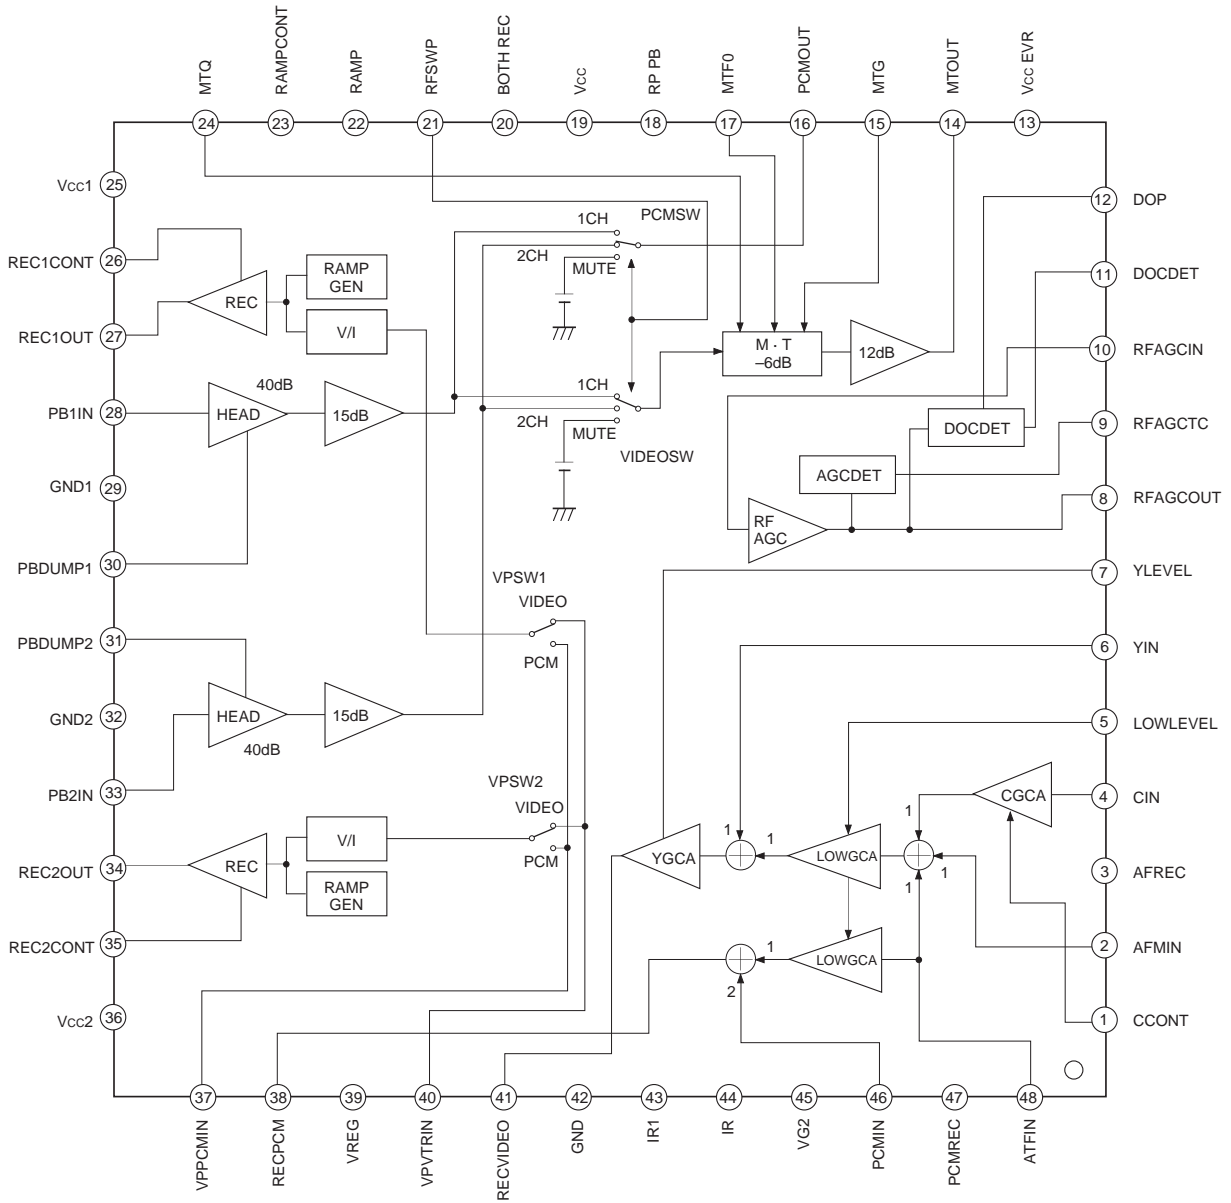 MTQ
RAMPCONT
RAMP
RFSWP
BOTH REC
Vcc
RP PB
MTF0
PCMOUT
MTG
MTOUT
Vcc EVR
24
23
22
21
20
19
18
17
16
15
14
13
Vcc1
25
REC1CONT
26
REC1OUT
27
PB1IN
28
GND1
29
PBDUMP1
30
PBDUMP2
31
GND2
32
PB2IN
33
REC2OUT
34
REC2CONT
35
Vcc2
36
REC
RAMP
GEN
V/I
40dB
HEAD
15dB
PCMSW
1CH
2CH
MUTE
1CH
2CH
MUTE
VIDEOSW
M · T
–6dB
12dB
DOCDET
AGCDET
RF
AGC
VPSW1
VIDEO
PCM
HEAD
40dB
15dB
VPSW2
VIDEO
PCM
REC
V/I
RAMP
GEN
YGCA
1
1
LOWGCA
1
1
1
CGCA
1
2
LOWGCA
12
DOP
11
DOCDET
10
RFAGCIN
9
RFAGCTC
8
RFAGCOUT
7
YLEVEL
6
YIN
5
LOWLEVEL
4
CIN
3
AFREC
2
AFMIN
1
CCONT
37
38
39
40
41
42
43
44
45
46
47
48
VPPCMIN
RECPCM
VREG
VPVTRIN
RECVIDEO
GND
IR1
IR
VG2
PCMIN
PCMREC
ATFIN